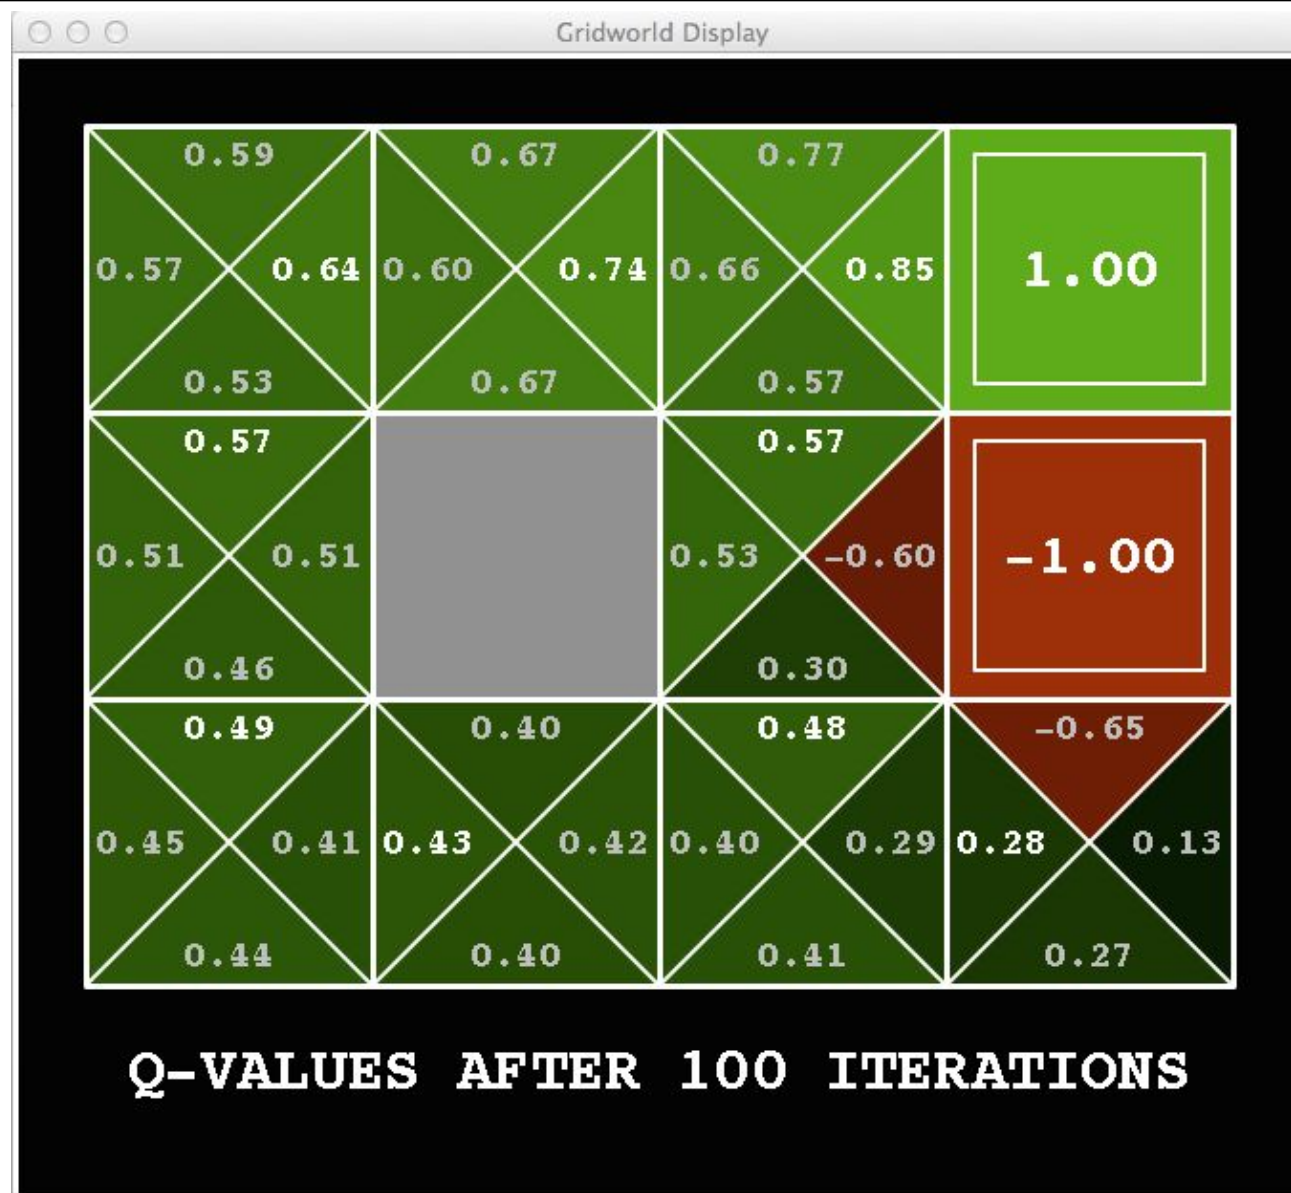 Gridworld Display
0.59 0.67 0.77
0.57 0.64 0.60 0.74 0.66 0.85 1.00
0.53 0.67 0.57
0.57 0.57
0.51 0.51 0.53 -0.60 -1.00
0.46 0.30
0.49 0.40 0.48 -0.65
0.45 0.41 0.43 0.42 0.40 0.29 0.28 0.13
0.44 0.40 0.41 0.27
Q-VALUES AFTER 100 ITERATIONS